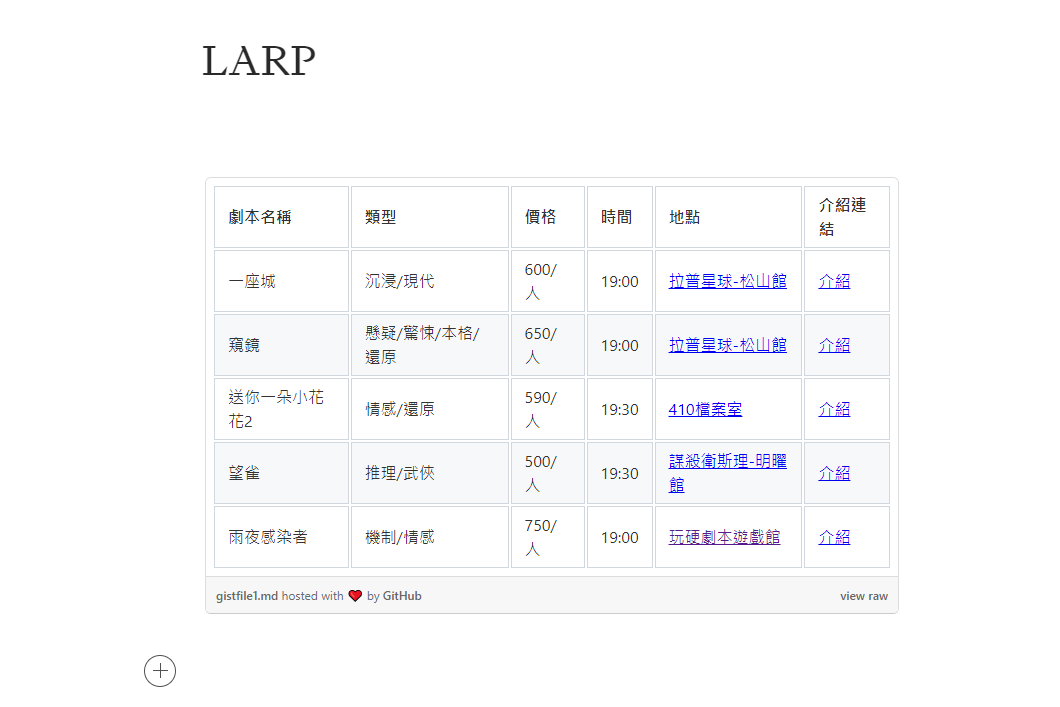 LARP
劇本名稱 類型 價格 時間 地點 介紹連
結
一座城 沉浸/現代 600/
人 19:00 拉普星球-松山館 介紹
窺鏡 懸疑/驚悚/本格/
還原 650/
人 19:00 拉普星球-松山館 介紹
送你一朵小花
花2 情感/還原 590/
人 19:30 410檔案室 介紹
望雀 推理/武俠 500/
人 19:30 謀殺衛斯理-明曜
館 介紹
雨夜感染者 機制/情感 750/
人 19:00 玩硬劇本遊戲館 介紹
gistfile1.md hosted with ❤ by GitHub view raw